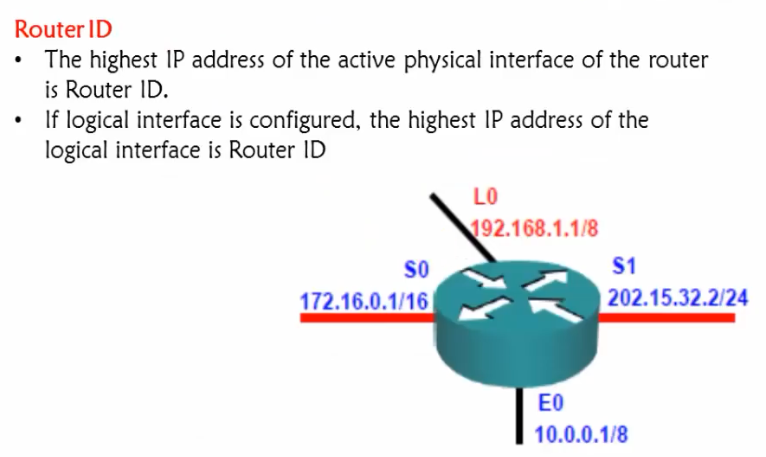 Router ID
• The highest IP address of the active physical interface of the router
is Router ID.
• If logical interface is configured, the highest IP address of the
logical interface is Router ID
L0
192.168.1.1/8
S0
172.16.0.1/16
S1
202.15.32.2/24
E0
10.0.0.1/8